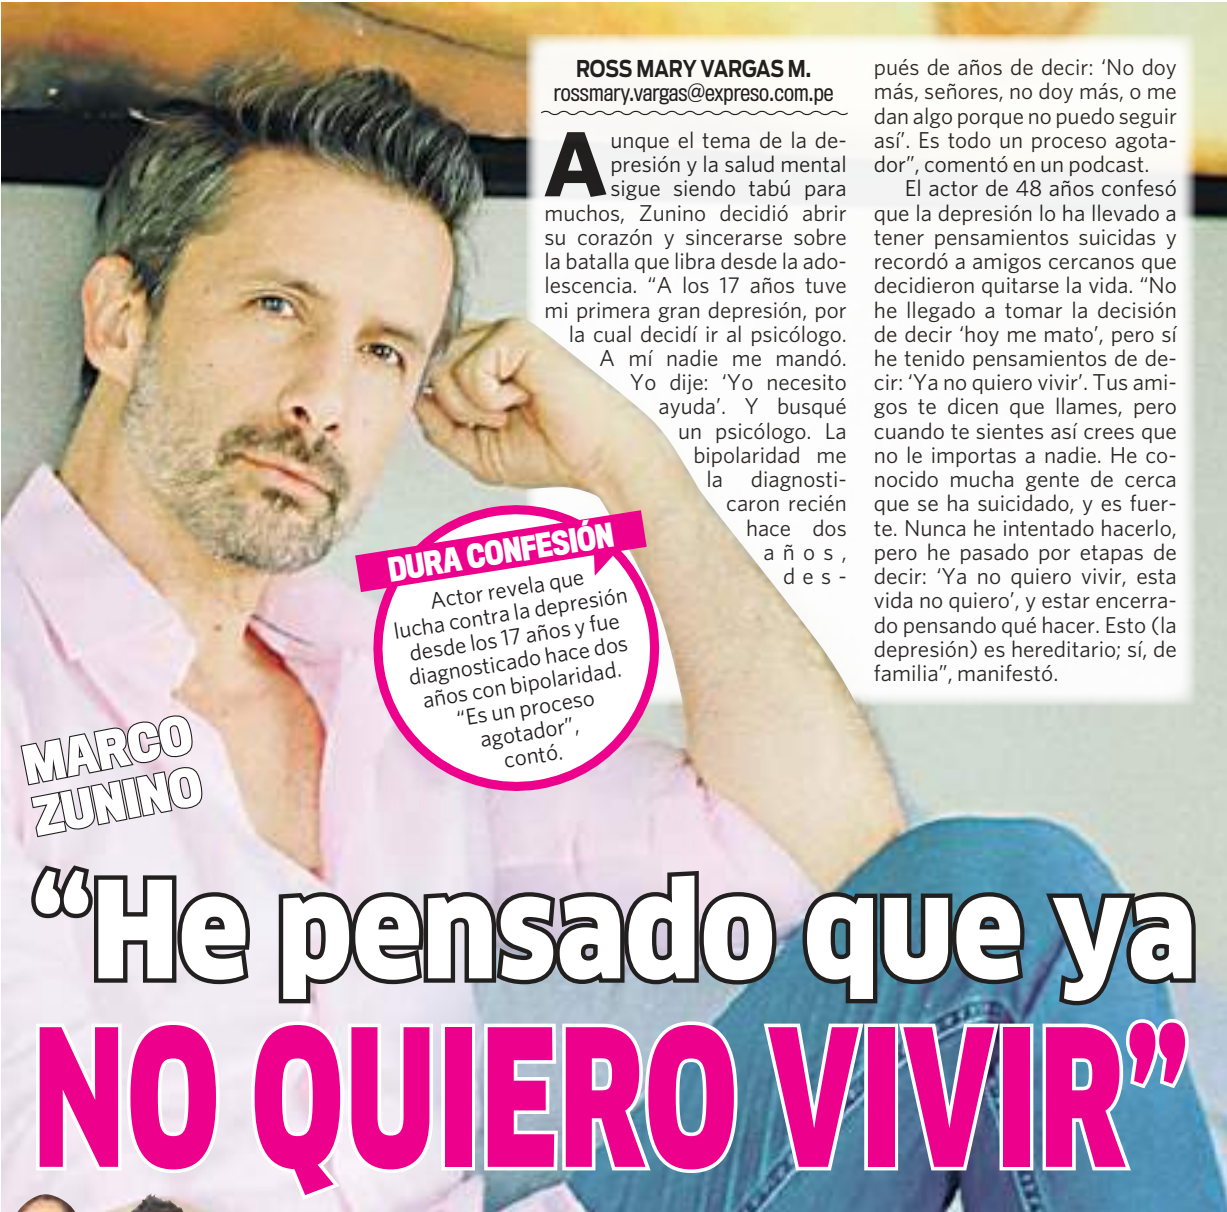 ROSS MARY VARGAS M.
rossmary.vargas@expreso.com.pe
Aunque el tema de la de-
presión y la salud mental
sigue siendo tabú para
muchos, Zunino decidió abrir
su corazón y sincerarse sobre
la batalla que libra desde la ado-
lescencia. “A los 17 años tuve
mi primera gran depresión, por
la cual decidí ir al psicólogo.
A mí nadie me mandó.
Yo dije: ‘Yo necesito
ayuda’. Y busqué
un psicólogo. La
bipolaridad me
la diagnosti-
caron recién
hace dos
años,
des-
pués de años de decir: ‘No doy
más, señores, no doy más, o me
dan algo porque no puedo seguir
así’. Es todo un proceso agota-
dor”, comentó en un podcast.
El actor de 48 años confesó
que la depresión lo ha llevado a
tener pensamientos suicidas y
recordó a amigos cercanos que
decidieron quitarse la vida. “No
he llegado a tomar la decisión
de decir ‘hoy me mato’, pero sí
he tenido pensamientos de de-
cir: ‘Ya no quiero vivir’. Tus ami-
gos te dicen que llames, pero
cuando te sientes así crees que
no le importas a nadie. He co-
nocido mucha gente de cerca
que se ha suicidado, y es fuer-
te. Nunca he intentado hacerlo,
pero he pasado por etapas de
decir: ‘Ya no quiero vivir, esta
vida no quiero’, y estar encerra-
do pensando qué hacer. Esto (la
depresión) es hereditario; sí, de
familia”, manifestó.
DURA CONFESIÓN
Actor revela que
lucha contra la depresión
desde los 17 años y fue
diagnosticado hace dos
años con bipolaridad.
“Es un proceso
agotador”,
contó.
MARCO
ZUNINO
“He pensado que ya
NO QUIERO VIVIR”